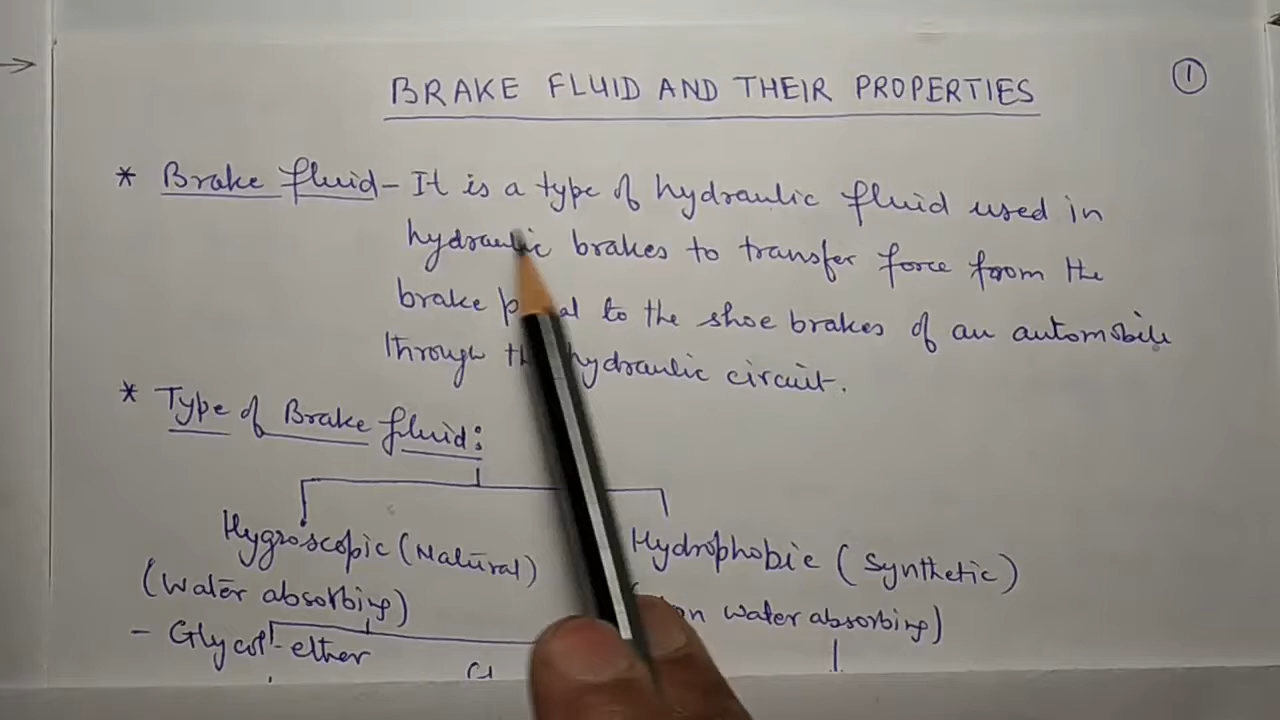 BRAKE FLUID AND THEIR PROPERTIES
1
* Brake fluid - It is a type of hydraulic fluid used in
hydraulic brakes to transfer force from the
brake to the shoe brakes of an automobile
through hydraulic circuit.
* Type of Brake fluid:
Hygroscopic (Natural)
Hydrophobic (Synthetic)
(Water absorbing)
water absorbing)
- Glycol-ether